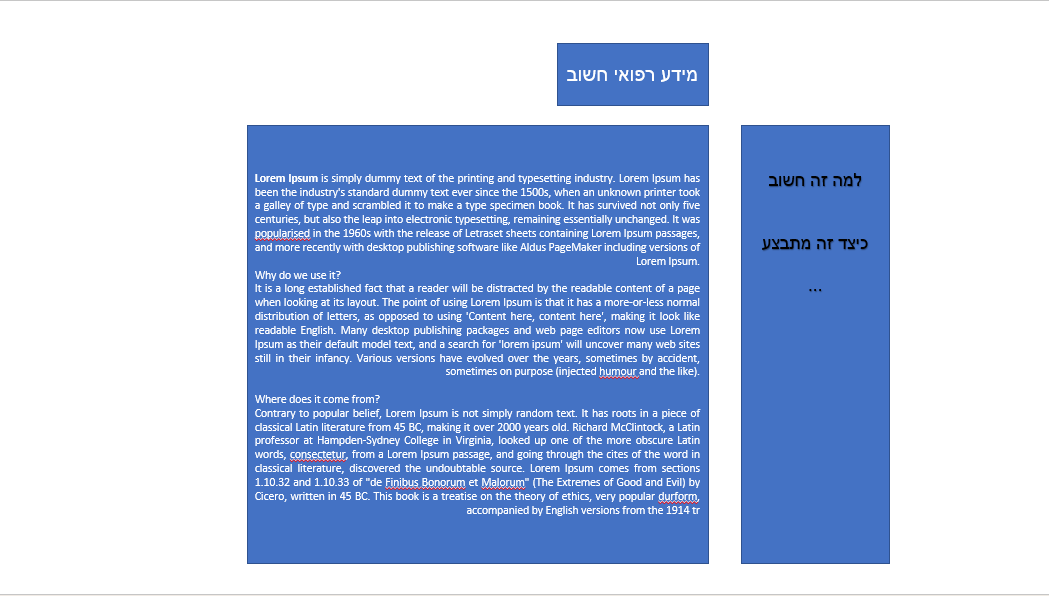 מידע רפואי חשוב
למה זה חשוב
כיצד זה מתבצע
...
Lorem Ipsum is simply dummy text of the printing and typesetting industry. Lorem Ipsum has
been the industry's standard dummy text ever since the 1500s, when an unknown printer took
a galley of type and scrambled it to make a type specimen book. It has survived not only five
centuries, but also the leap into electronic typesetting, remaining essentially unchanged. It was
popularised in the 1960s with the release of Letraset sheets containing Lorem Ipsum passages,
and more recently with desktop publishing software like Aldus PageMaker including versions of
Lorem Ipsum.
Why do we use it?
It is a long established fact that a reader will be distracted by the readable content of a page
when looking at its layout. The point of using Lorem Ipsum is that it has a more-or-less normal
distribution of letters, as opposed to using 'Content here, content here', making it look like
readable English. Many desktop publishing packages and web page editors now use Lorem
Ipsum as their default model text, and a search for 'lorem ipsum' will uncover many web sites
still in their infancy. Various versions have evolved over the years, sometimes by accident,
sometimes on purpose (injected humour and the like).
Where does it come from?
Contrary to popular belief, Lorem Ipsum is not simply random text. It has roots in a piece of
classical Latin literature from 45 BC, making it over 2000 years old. Richard McClintock, a Latin
professor at Hampden-Sydney College in Virginia, looked up one of the more obscure Latin
words, consectetur, from a Lorem Ipsum passage, and going through the cites of the word in
classical literature, discovered the undoubtable source. Lorem Ipsum comes from sections
1.10.32 and 1.10.33 of "de Finibus Bonorum et Malorum" (The Extremes of Good and Evil) by
Cicero, written in 45 BC. This book is a treatise on the theory of ethics, very popular durform,
accompanied by English versions from the 1914 tr